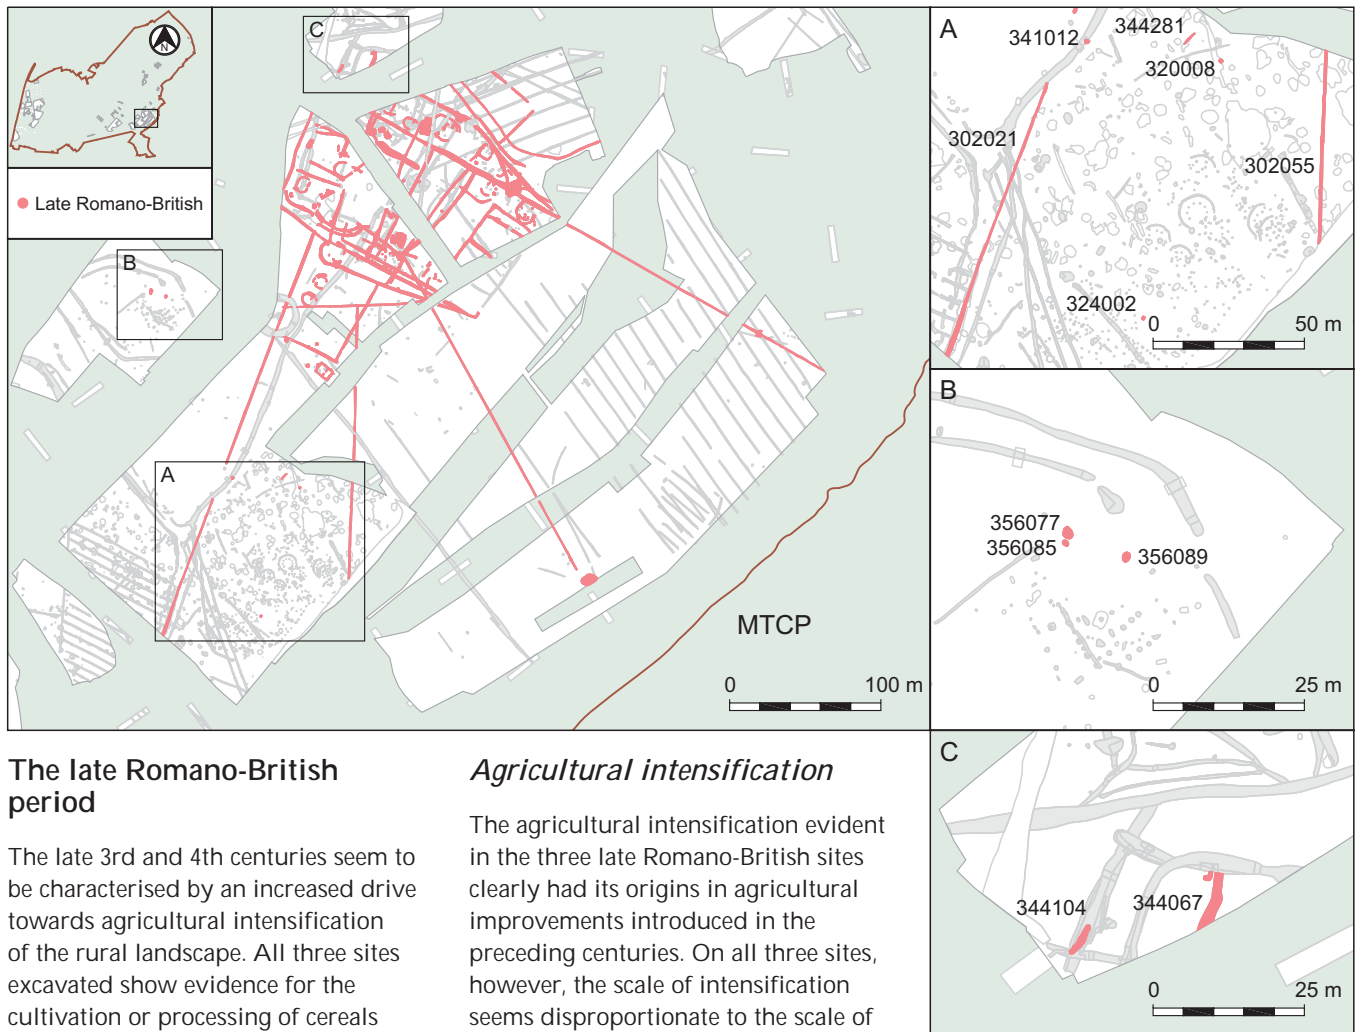 N
Late Romano-British
C
B
A
MTCP
0 100 m
A
341012
344281
320008
302021
302055
324002
0 50 m
B
356077
356085
356089
0 25 m
C
344104
344067
0 25 m
The late Romano-British
period
The late 3rd and 4th centuries seem to
be characterised by an increased drive
towards agricultural intensification
of the rural landscape. All three sites
excavated show evidence for the
cultivation or processing of cereals
Agricultural intensification
The agricultural intensification evident
in the three late Romano-British sites
clearly had its origins in agricultural
improvements introduced in the
preceding centuries. On all three sites,
however, the scale of intensification
seems disproportionate to the scale of